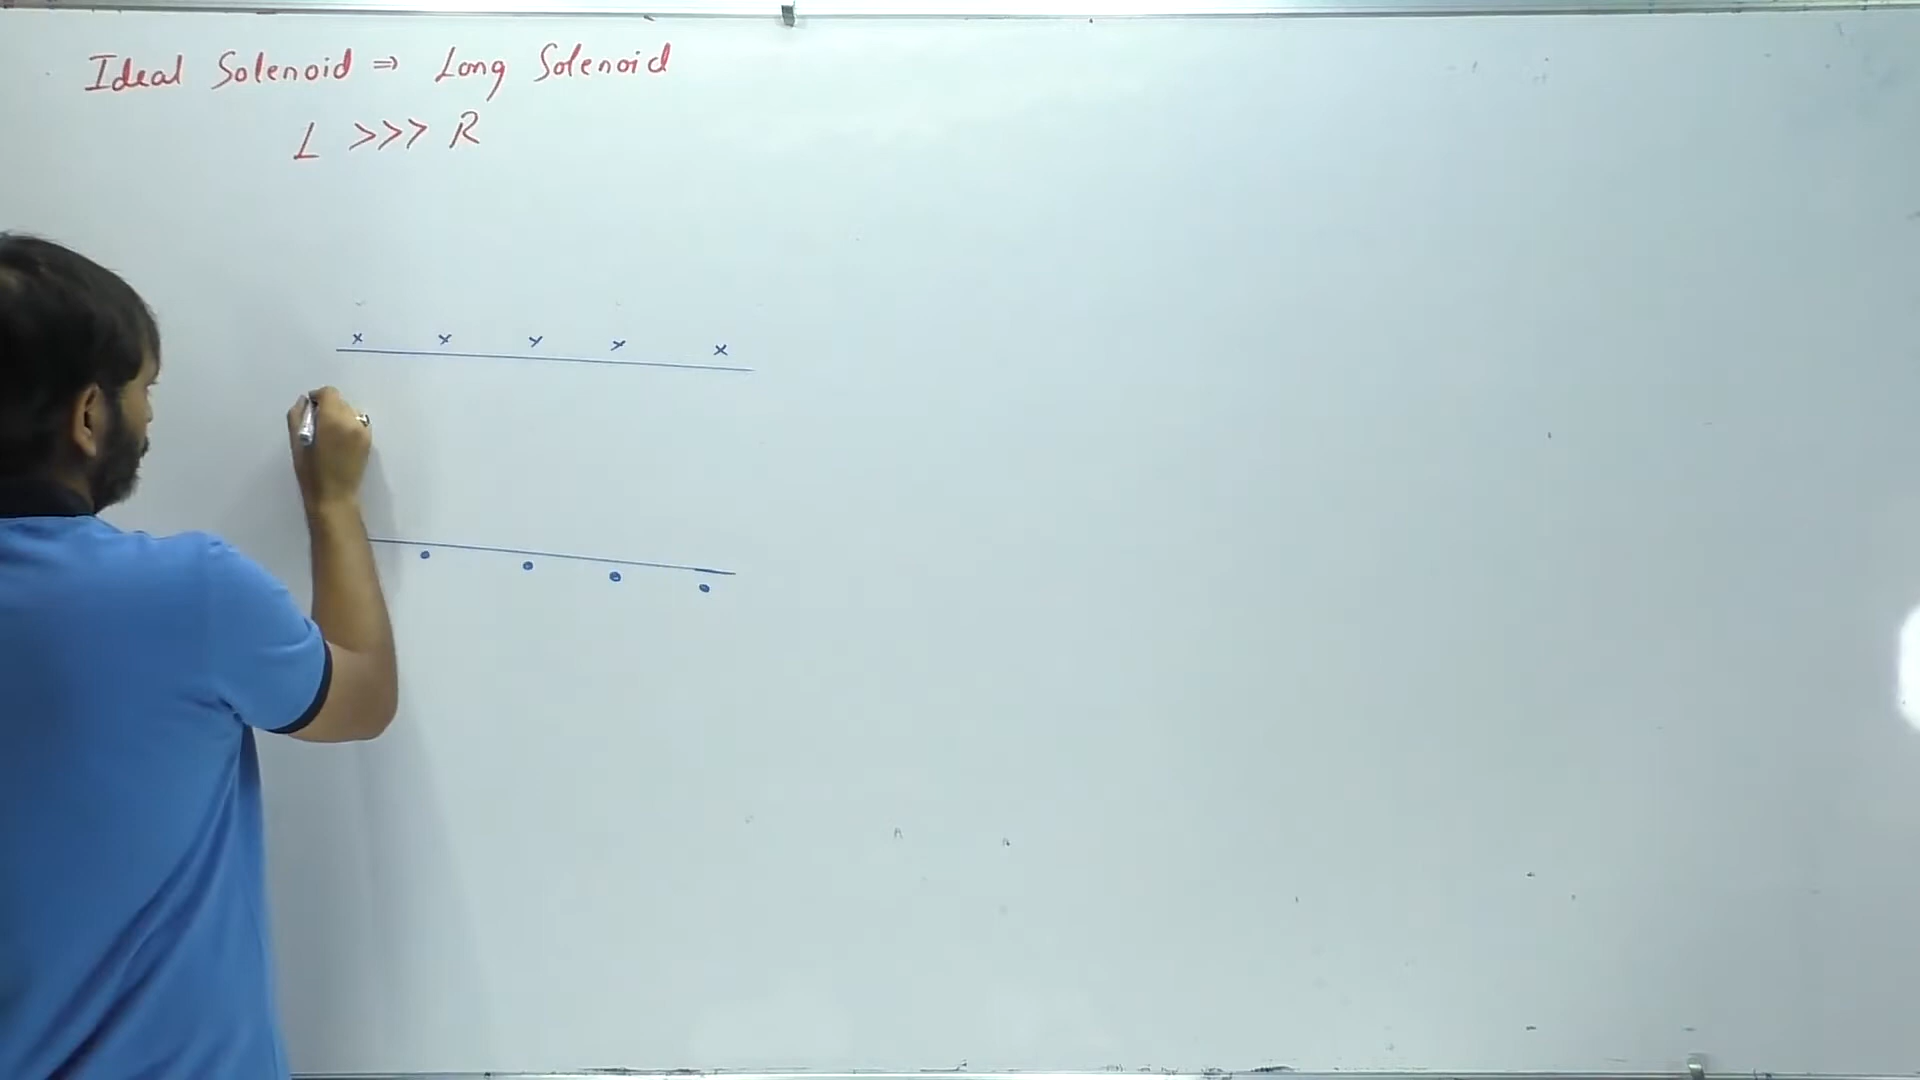 Ideal Solenoid ⇒ Long Solenoid
L >>> R
x x x x x